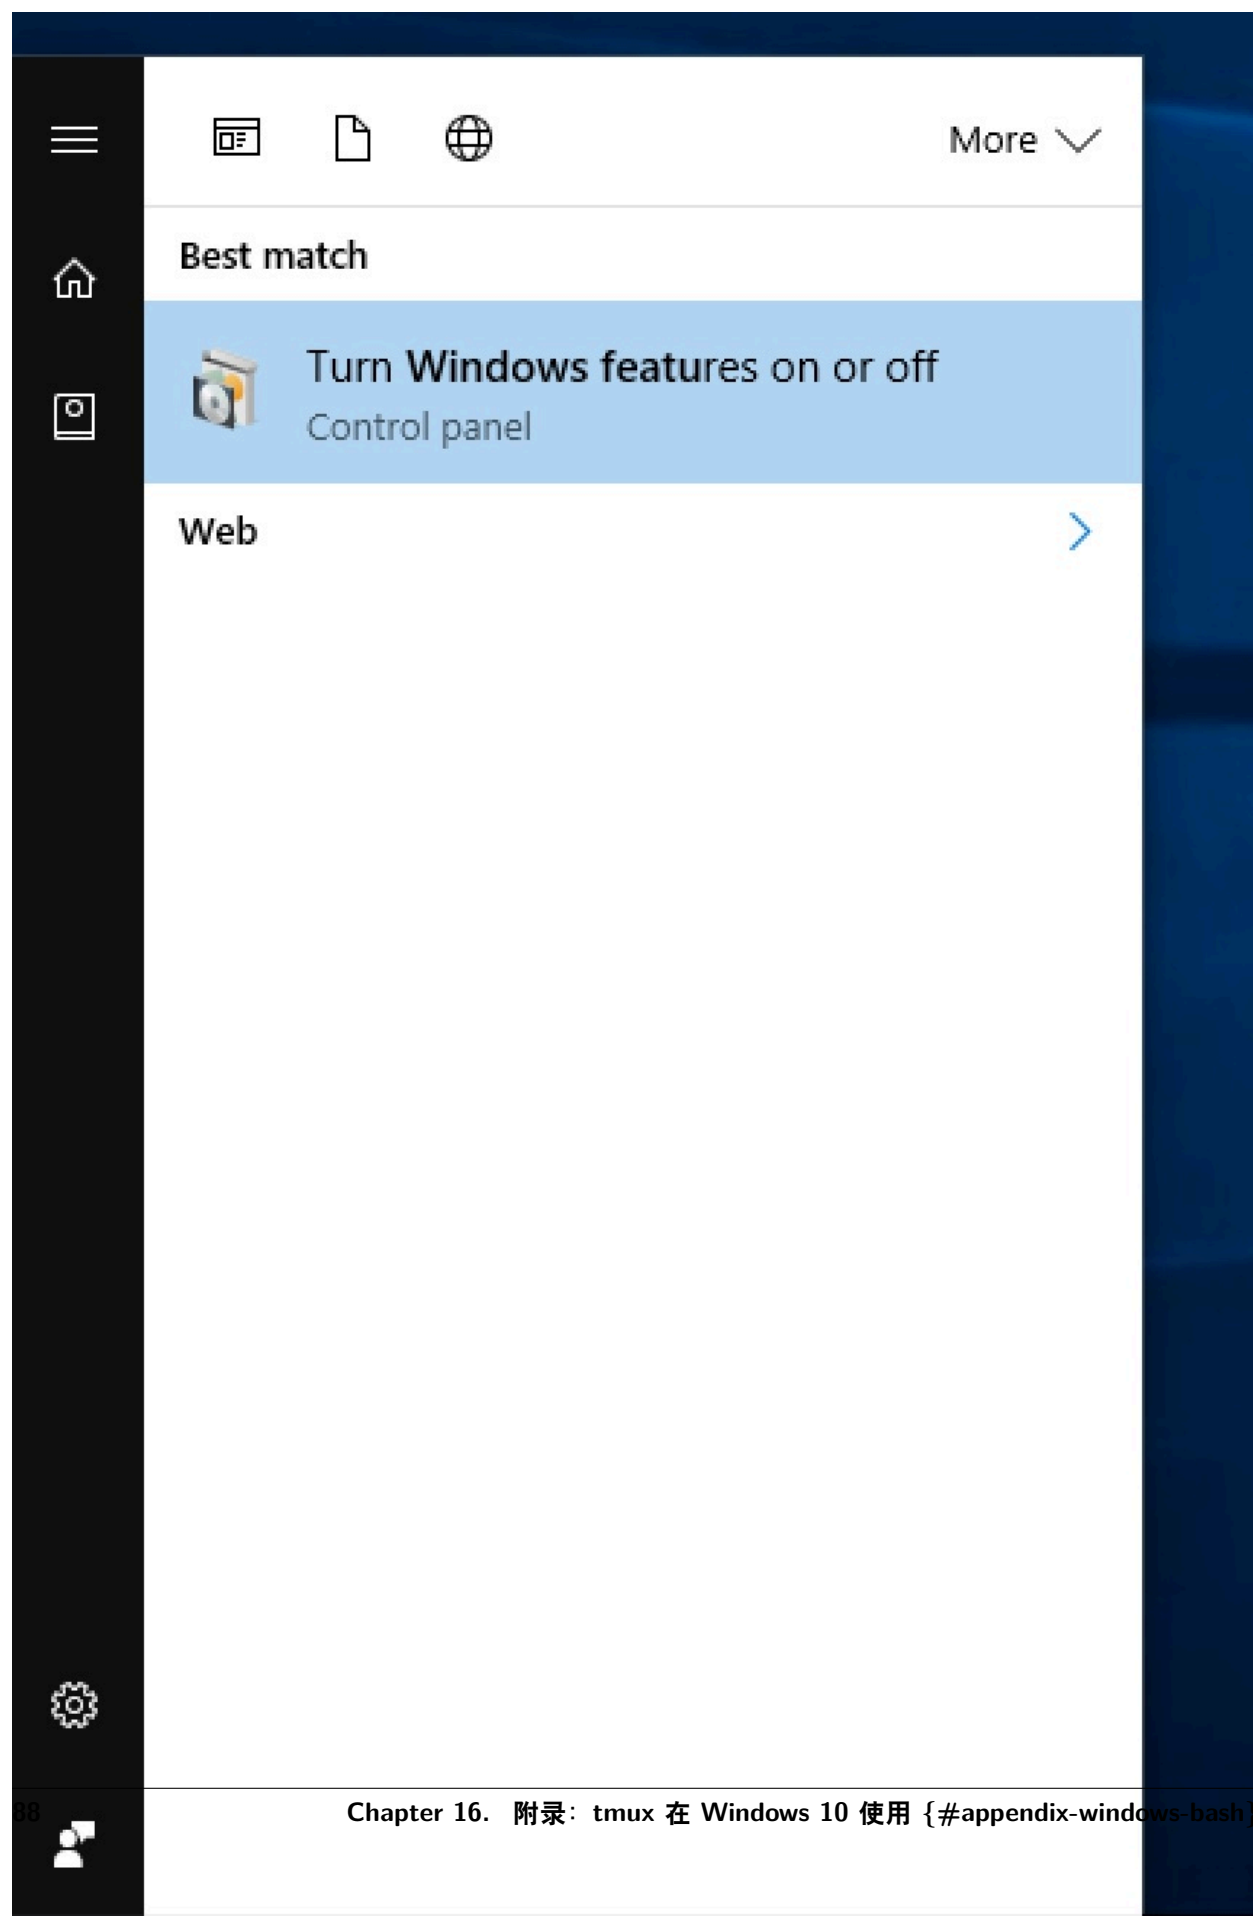 More
Best match
Turn Windows features on or off
Control panel
Web
88
Chapter 16. 附录：tmux 在 Windows 10 使用 {#appendix-windows-bash}